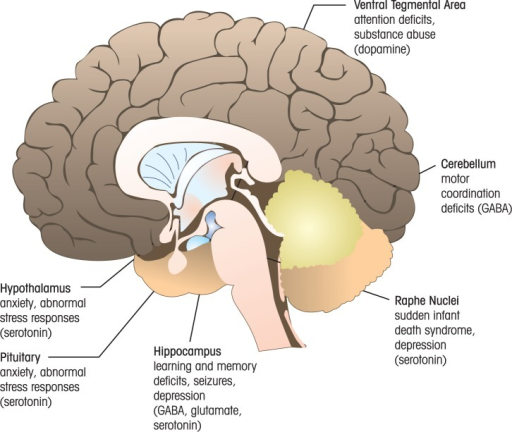 Ventral Tegmental Area
attention deficits,
substance abuse
(dopamine)
Cerebellum
motor
coordination
deficits (GABA)
Raphe Nuclei
sudden infant
death syndrome,
depression
(serotonin)
Hypothalamus
anxiety, abnormal
stress responses
(serotonin)
Pituitary
anxiety, abnormal
stress responses
(serotonin)
Hippocampus
learning and memory
deficits, seizures,
depression
(GABA, glutamate,
serotonin)